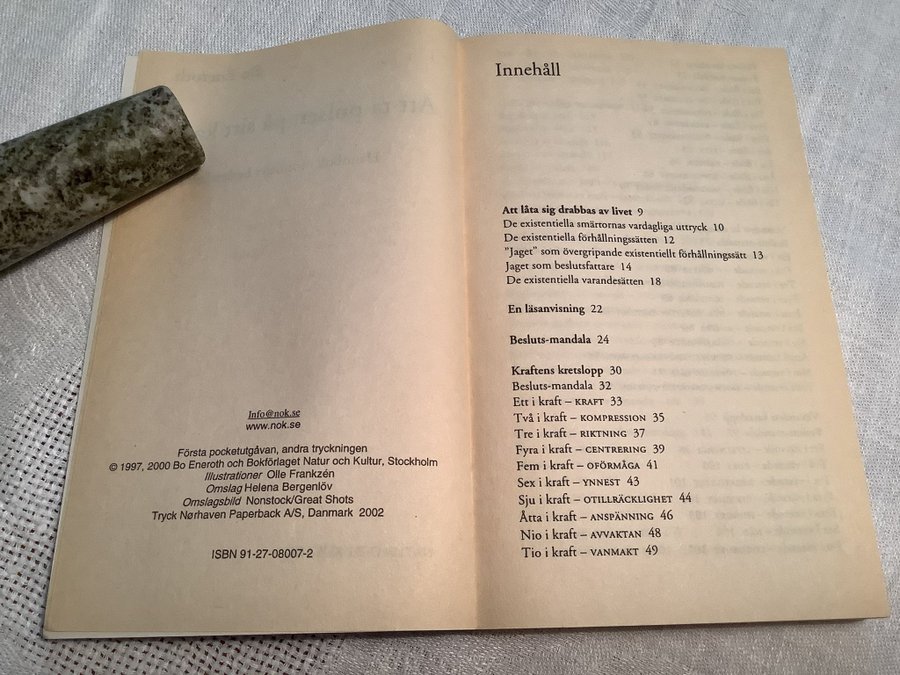 Info@nok.se
www.nok.se
Första pocketutgåvan, andra tryckningen
© 1997, 2000 Bo Eneroth och Bokförlaget Natur och Kultur, Stockholm
Illustrationer Olle Frankzén
Omslag Helena Bergenlöv
Omslagsbild Nonstock/Great Shots
Tryck Nørhaven Paperback A/S, Danmark 2002
ISBN 91-27-08007-2
Innehåll
Att låta sig drabbas av livet 9
De existentiella smärtornas vardagliga uttryck 10
De existentiella förhållningssätten 12
"Jaget" som övergripande existentiellt förhållningssätt 13
Jaget som beslutsfattare 14
De existentiella varandesätten 18
En läsanvisning 22
Besluts-mandala 24
Kraftens kretslopp 30
Besluts-mandala 32
Ett i kraft – KRAFT 33
Två i kraft – KOMPRESSION 35
Tre i kraft – RIKTNING 37
Fyra i kraft – CENTRERING 39
Fem i kraft – OFÖRMÅGA 41
Sex i kraft – YNNEST 43
Sju i kraft – OTILLRÄCKLIGHET 44
Åtta i kraft – ANSPÄNNING 46
Nio i kraft – AVVAKTAN 48
Tio i kraft – VANMAKT 49